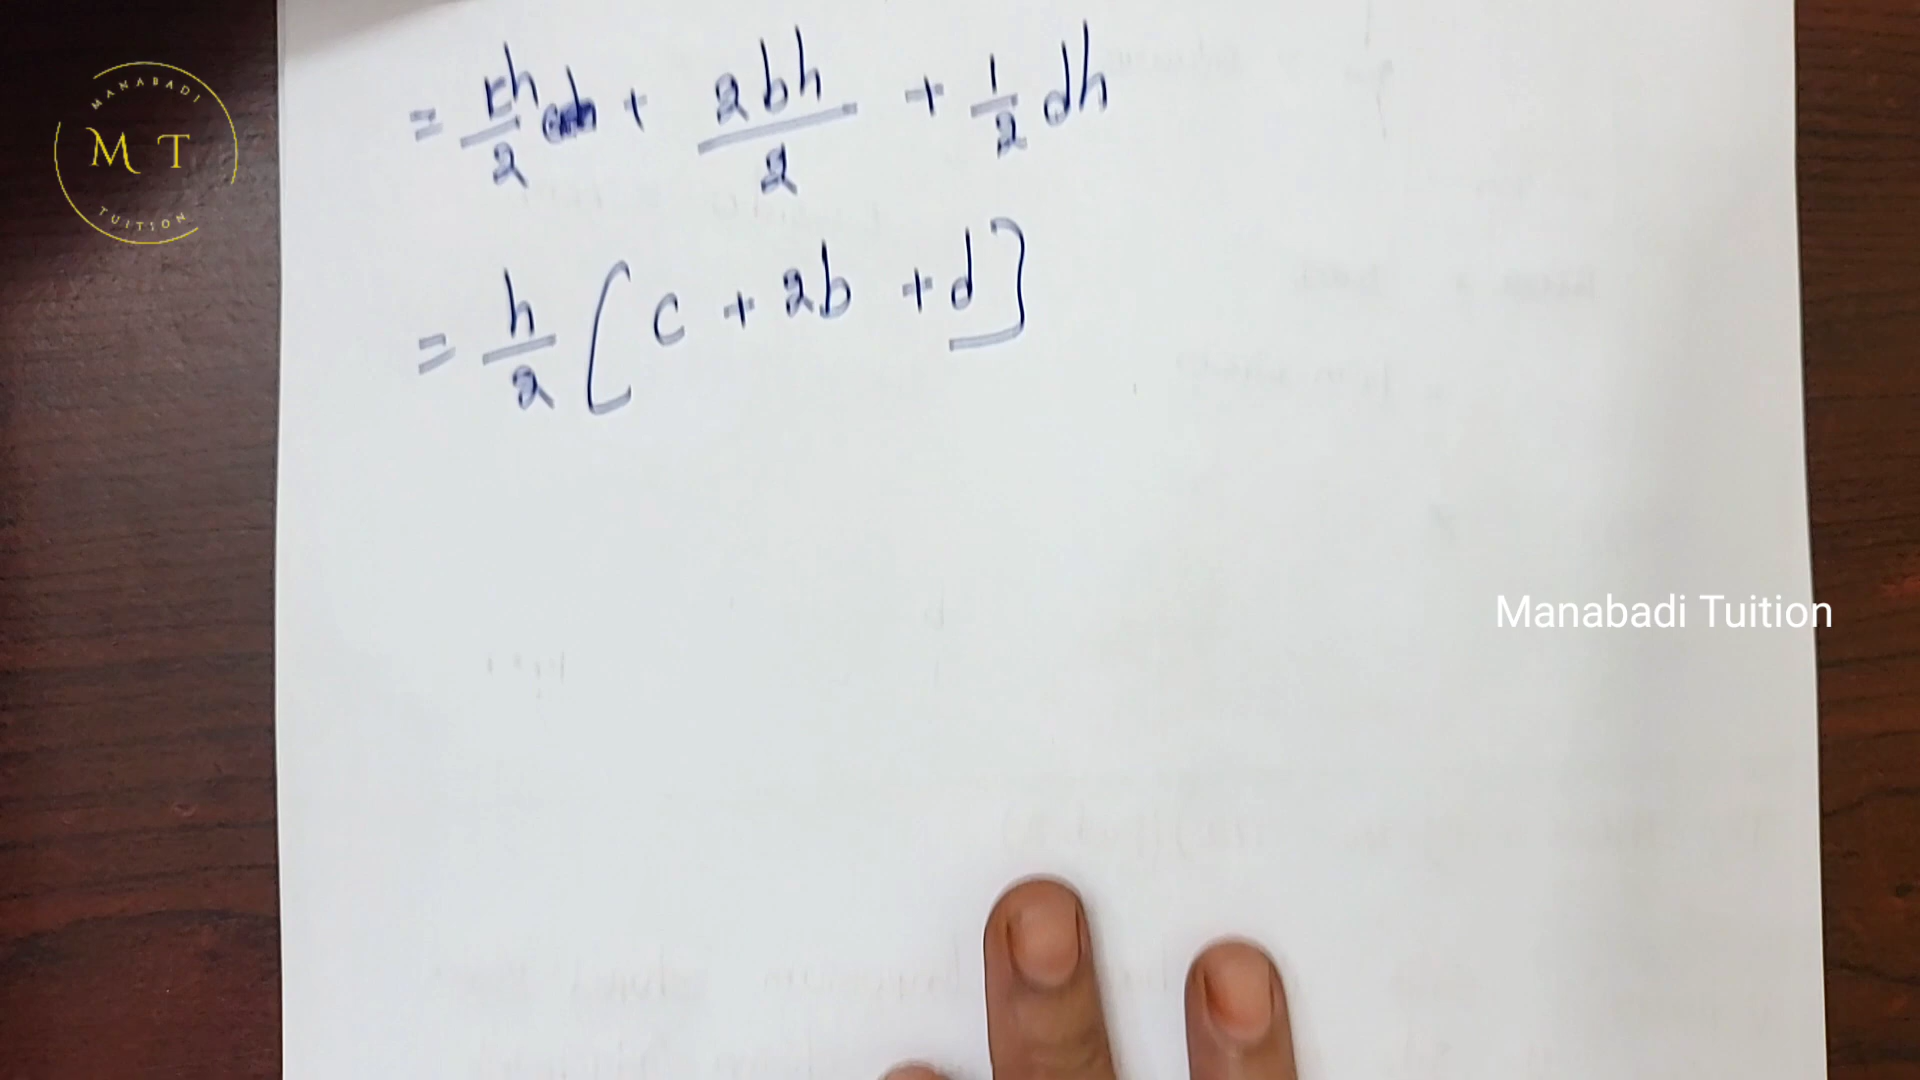 MANABADI
M T
TUITION
= ch/2 + 2bh/2 + 1/2 dh
= h/2 [ c + 2b + d ]
Manabadi Tuition